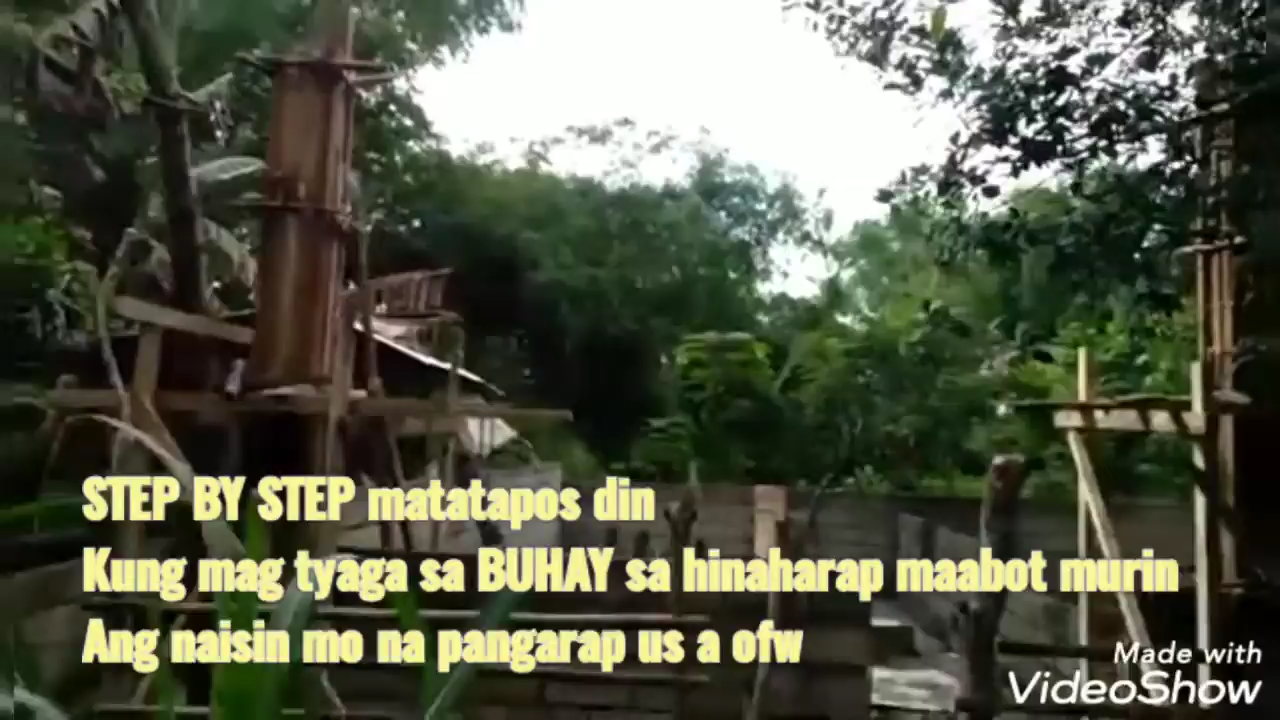 STEP BY STEP matatapos din
Kung mag tyaga sa BUHAY sa hinaharap maabot murin
Ang naisin mo na pangarap us a ofw
Made with
VideoShow